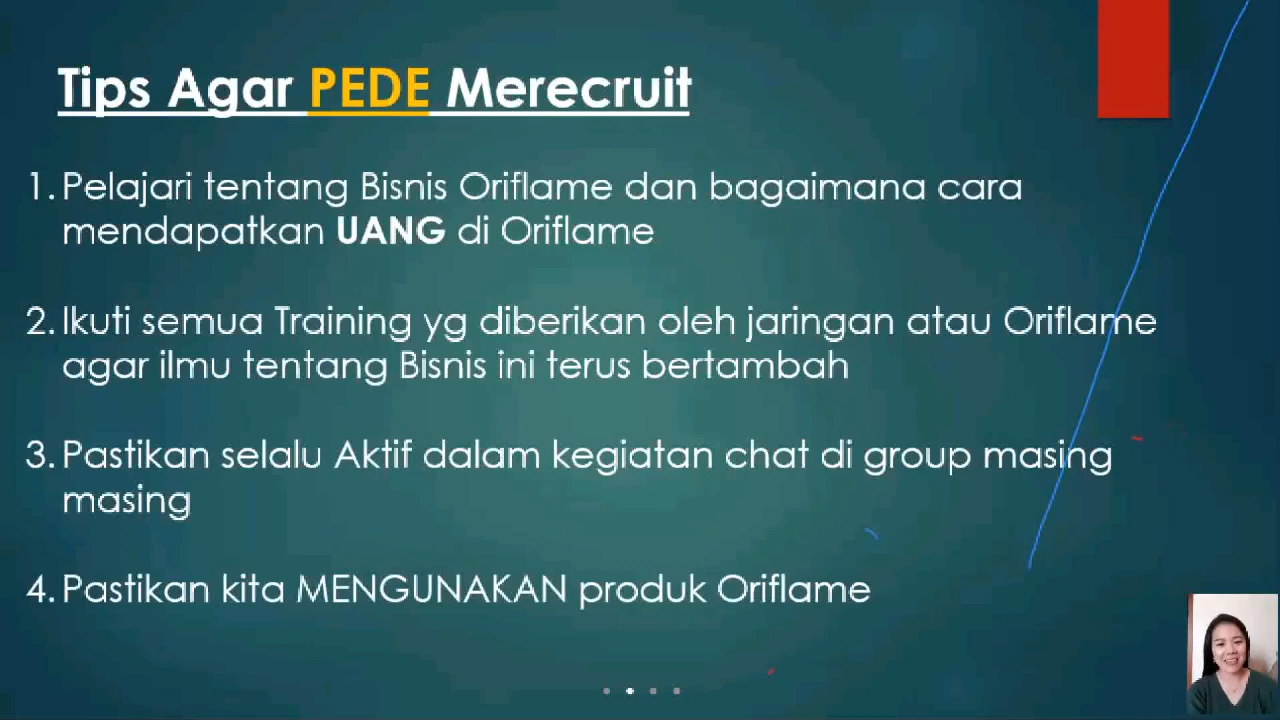 Tips Agar PEDE Merecruit
1. Pelajari tentang Bisnis Oriflame dan bagaimana cara
mendapatkan UANG di Oriflame
2. Ikuti semua Training yg diberikan oleh jaringan atau Oriflame
agar ilmu tentang Bisnis ini terus bertambah
3. Pastikan selalu Aktif dalam kegiatan chat di group masing
masing
4. Pastikan kita MENGUNAKAN produk Oriflame